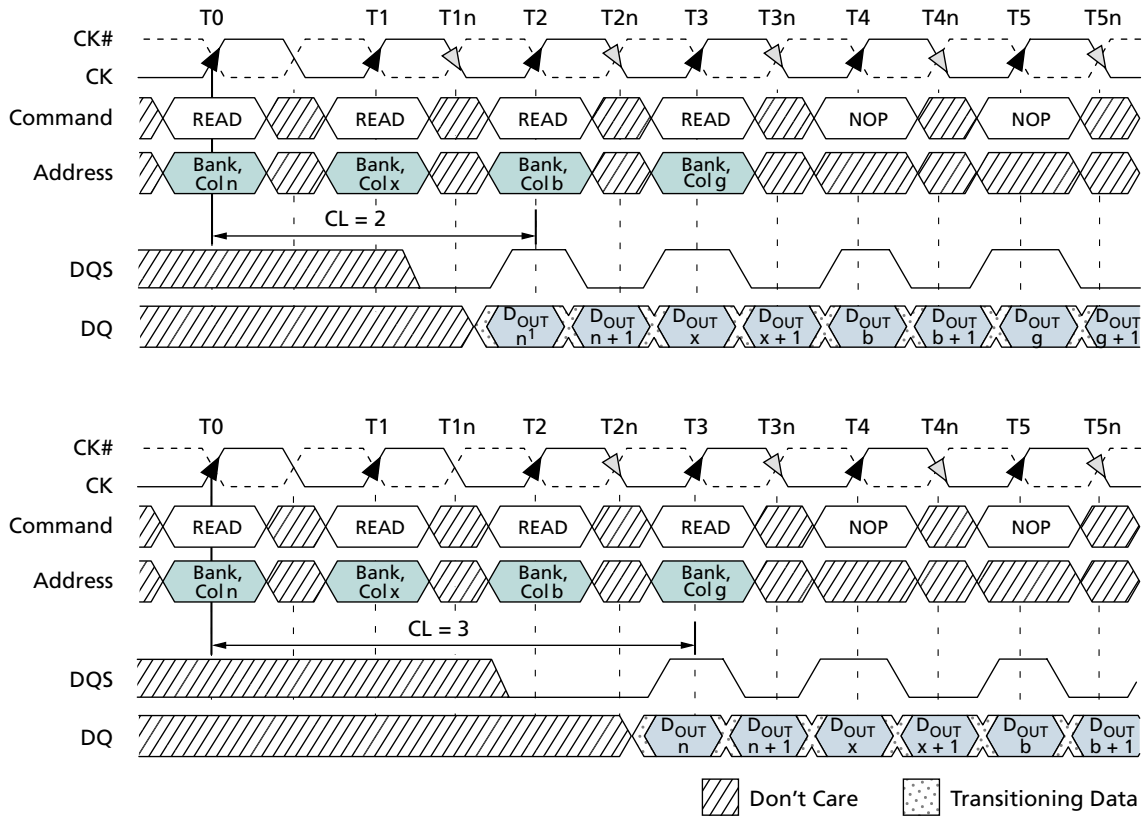 T0 T1 T1n T2 T2n T3 T3n T4 T4n T5 T5n
CK#
CK
Command READ READ READ READ NOP NOP
Address Bank, Col n Bank, Col x Bank, Col b Bank, Col g
CL = 2
DQS
DQ DOUT n1 DOUT n + 1 DOUT x DOUT x + 1 DOUT b DOUT b + 1 DOUT g DOUT g + 1
T0 T1 T1n T2 T2n T3 T3n T4 T4n T5 T5n
CK#
CK
Command READ READ READ READ NOP NOP
Address Bank, Col n Bank, Col x Bank, Col b Bank, Col g
CL = 3
DQS
DQ DOUT n DOUT n + 1 DOUT x DOUT x + 1 DOUT b DOUT b + 1
Don't Care Transitioning Data